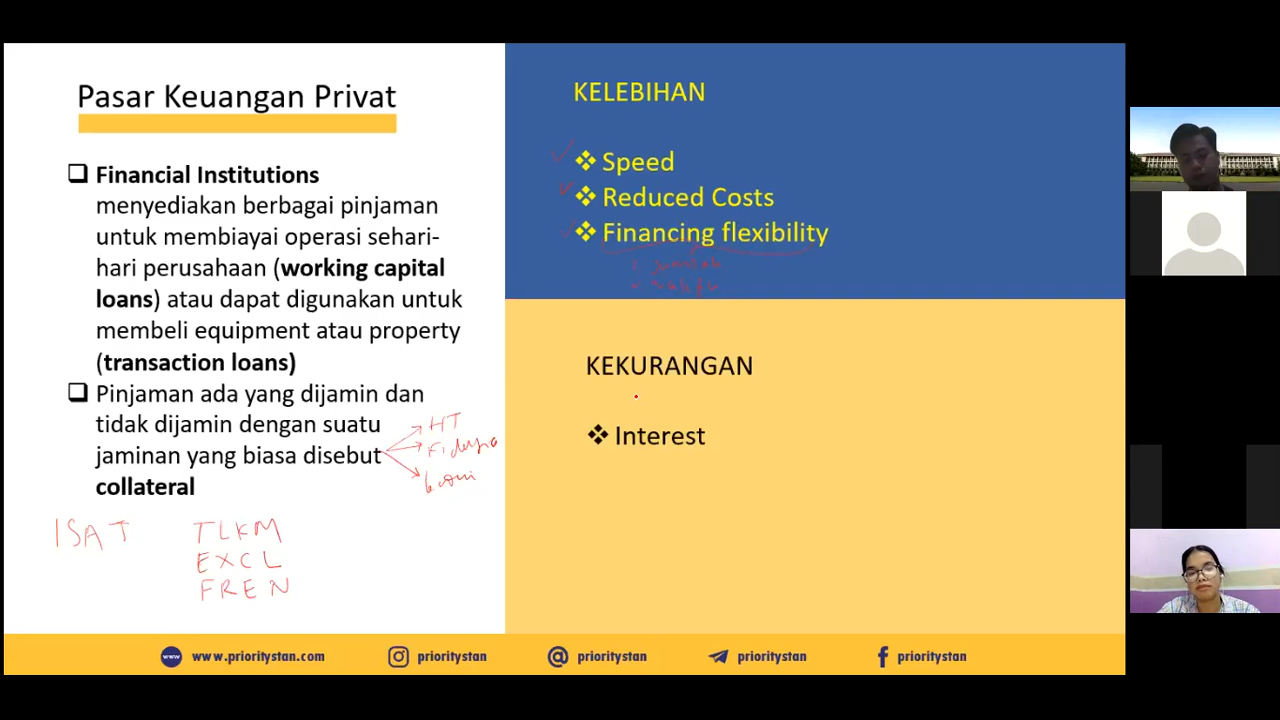 Pasar Keuangan Privat
Financial Institutions
menyediakan berbagai pinjaman
untuk membiayai operasi sehari-
hari perusahaan (working capital
loans) atau dapat digunakan untuk
membeli equipment atau property
(transaction loans)
Pinjaman ada yang dijamin dan
tidak dijamin dengan suatu
jaminan yang biasa disebut
collateral
HT
ISAT
TLKM
EXCL
FREN
KELEBIHAN
Speed
Reduced Costs
Financing flexibility
KEKURANGAN
Interest
www www.prioritystan.com
prioritystan
prioritystan
prioritystan
prioritystan